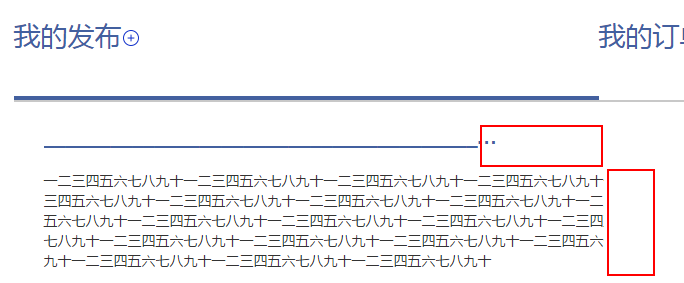 我的发布 我的订
...
一二三四五六七八九十一二三四五六七八九十一二三四五六七八九十一二三四五六七八九十
三四五六七八九十一二三四五六七八九十一二三四五六七八九十一二三四五六七八九十一二
五六七八九十一二三四五六七八九十一二三四五六七八九十一二三四五六七八九十一二三四
七八九十一二三四五六七八九十一二三四五六七八九十一二三四五六七八九十一二三四五六
九十一二三四五六七八九十一二三四五六七八九十一二三四五六七八九十